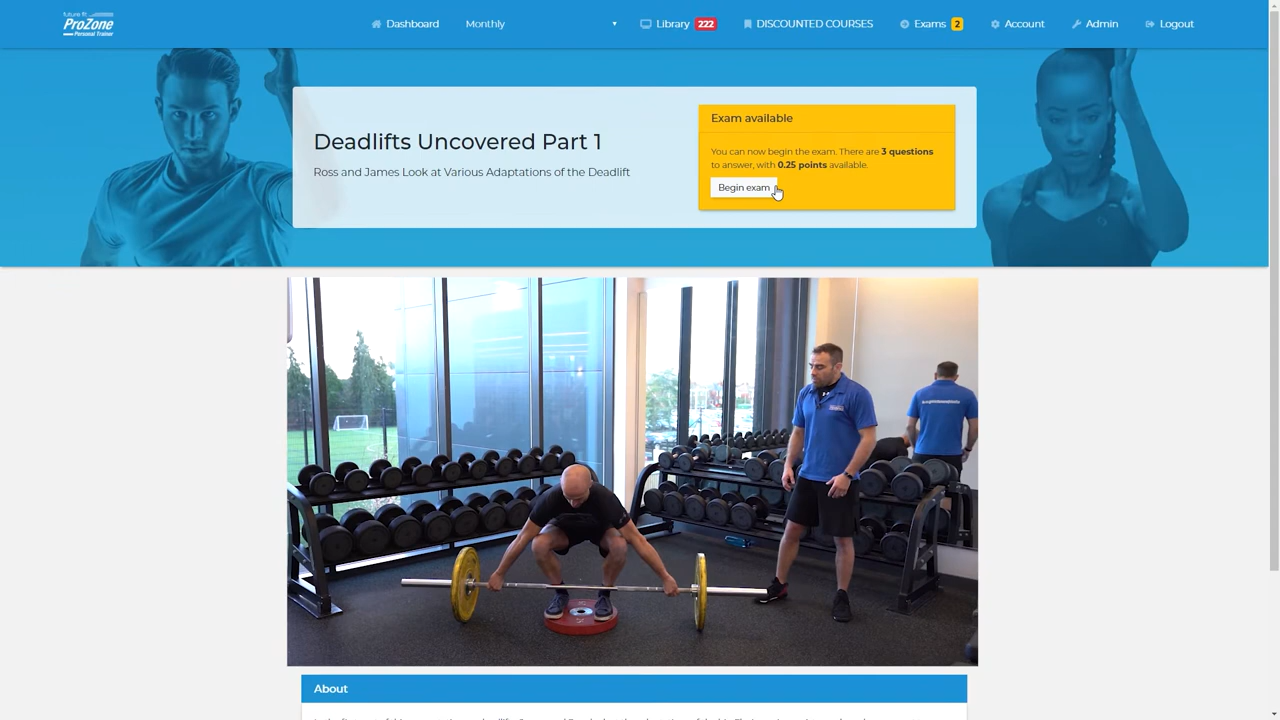 future fit
ProZone
Personal Trainer
Dashboard
Monthly
Library 222
DISCOUNTED COURSES
Exams 2
Account
Admin
Logout
Deadlifts Uncovered Part 1
Ross and James Look at Various Adaptations of the Deadlift
Exam available
You can now begin the exam. There are 3 questions
to answer, with 0.25 points available.
Begin exam
About